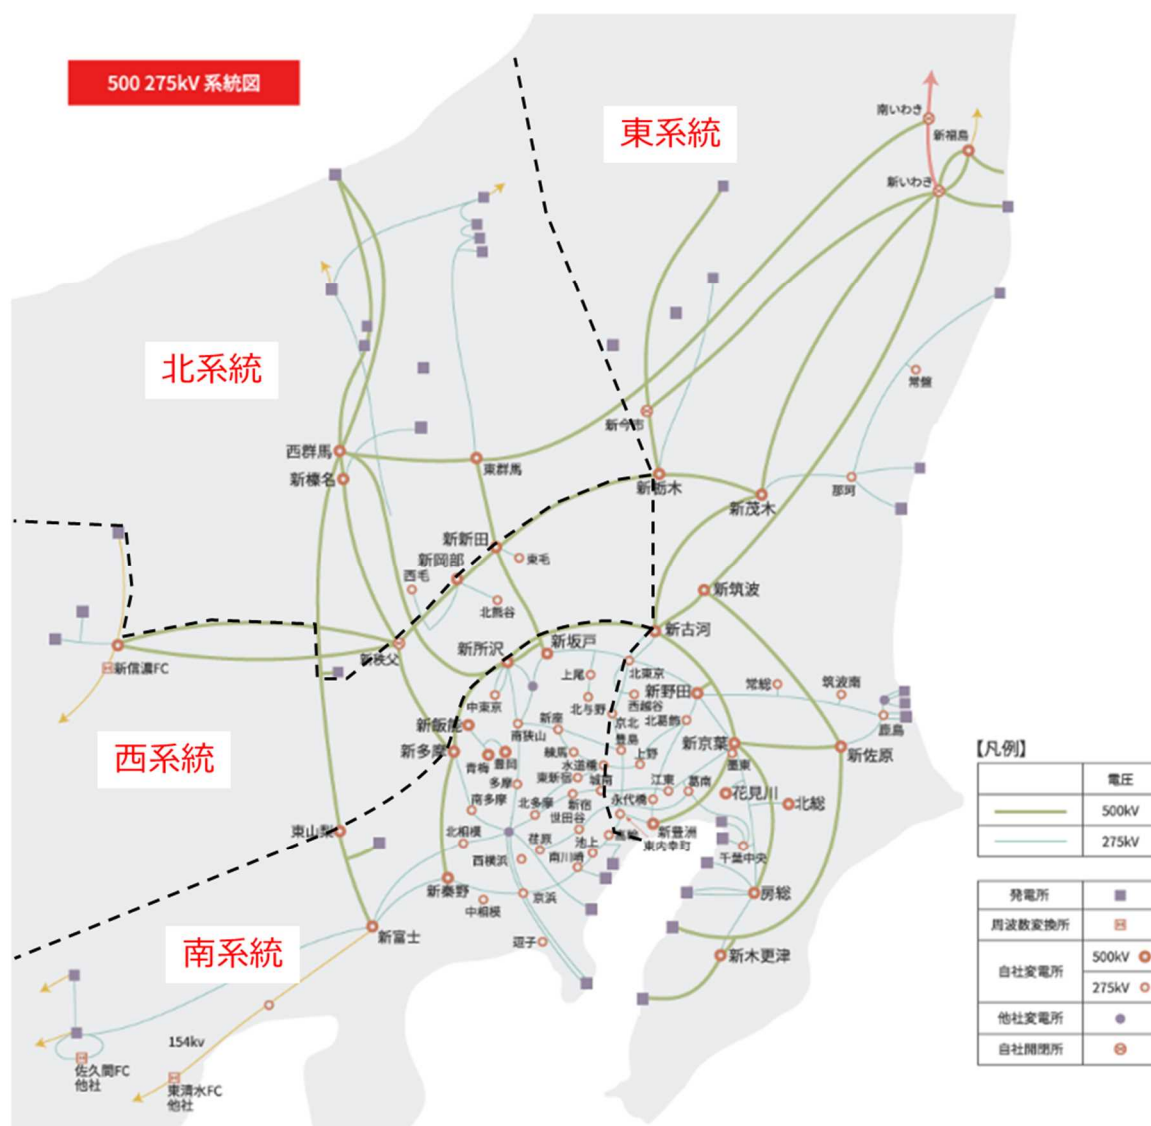 500 275kV 系統図
東系統
南いわき
新福島
新いわき
北系統
常磐
新今市
西群馬
東群馬
新榛名
新栃木
那珂
新茂木
新新田
新岡部
東毛
西毛
北熊谷
新筑波
新古河
新秩父
新所沢
新坂戸
新信濃FC
上尾
北東京
新野田
常総
筑波南
中東京
西越谷
北与野
京北
北葛飾
鹿島
新飯能
南狭山
新座
豊島
新京葉
新佐原
西系統
新多摩
青梅
豊岡
練馬
水道橋
上野
墨東
多摩
東新宿
城南
江東
葛南
花見川
北総
南多摩
北多摩
新宿
永代橋
世田谷
東山梨
北相模
荏原
池上
高輪
新豊洲
東内幸町
西横浜
南川崎
千葉中央
新秦野
中相模
京浜
房総
新富士
南系統
逗子
新木更津
154kv
佐久間FC
他社
東清水FC
他社
【凡例】
電圧
500kV
275kV
発電所
周波数変換所
自社変電所
500kV
275kV
他社変電所
自社開閉所